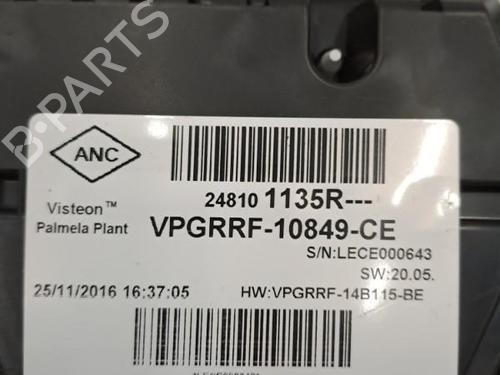 B-PARTS
ANC
24810 1135R---
Visteon™
Palmela Plant
VPGRRF-10849-CE
S/N:LECE000643
SW:20.05.
25/11/2016 16:37:05
HW:VPGRRF-14B115-BE